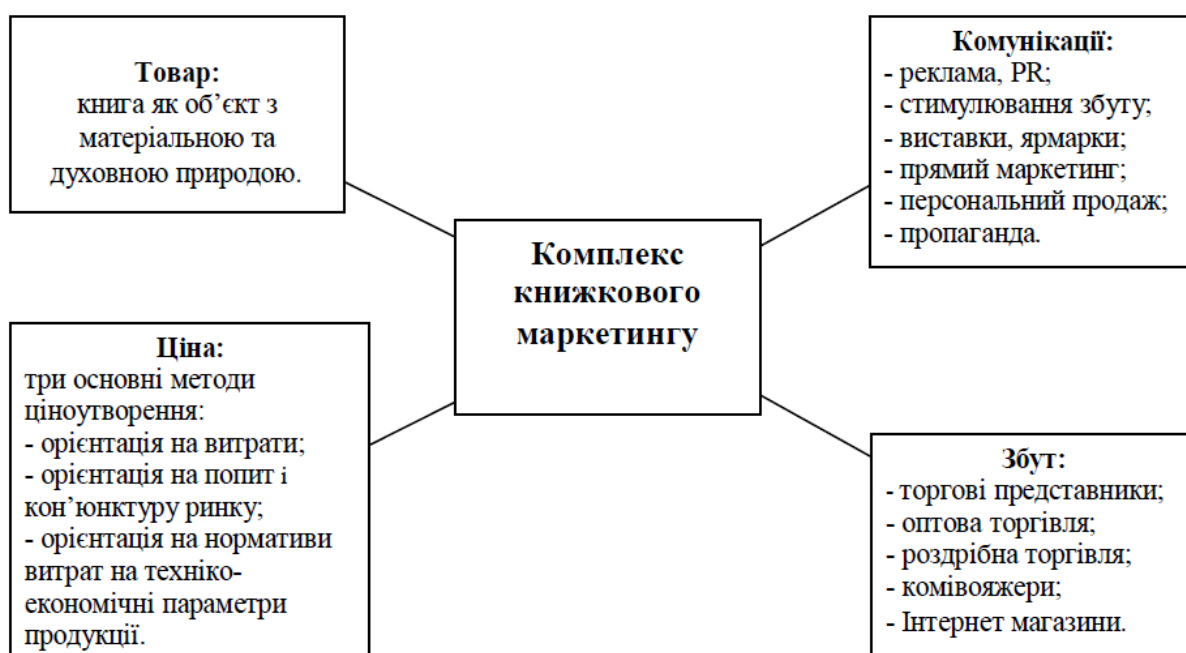 Товар:
книга як об’єкт з
матеріальною та
духовною природою.
Комунікації:
- реклама, PR;
- стимулювання збуту;
- виставки, ярмарки;
- прямий маркетинг;
- персональний продаж;
- пропаганда.
Комплекс
книжкового
маркетингу
Ціна:
три основні методи
ціноутворення:
- орієнтація на витрати;
- орієнтація на попит і
кон’юнктуру ринку;
- орієнтація на нормативи
витрат на техніко-
економічні параметри
продукції.
Збут:
- торгові представники;
- оптова торгівля;
- роздрібна торгівля;
- комівояжери;
- Інтернет магазини.